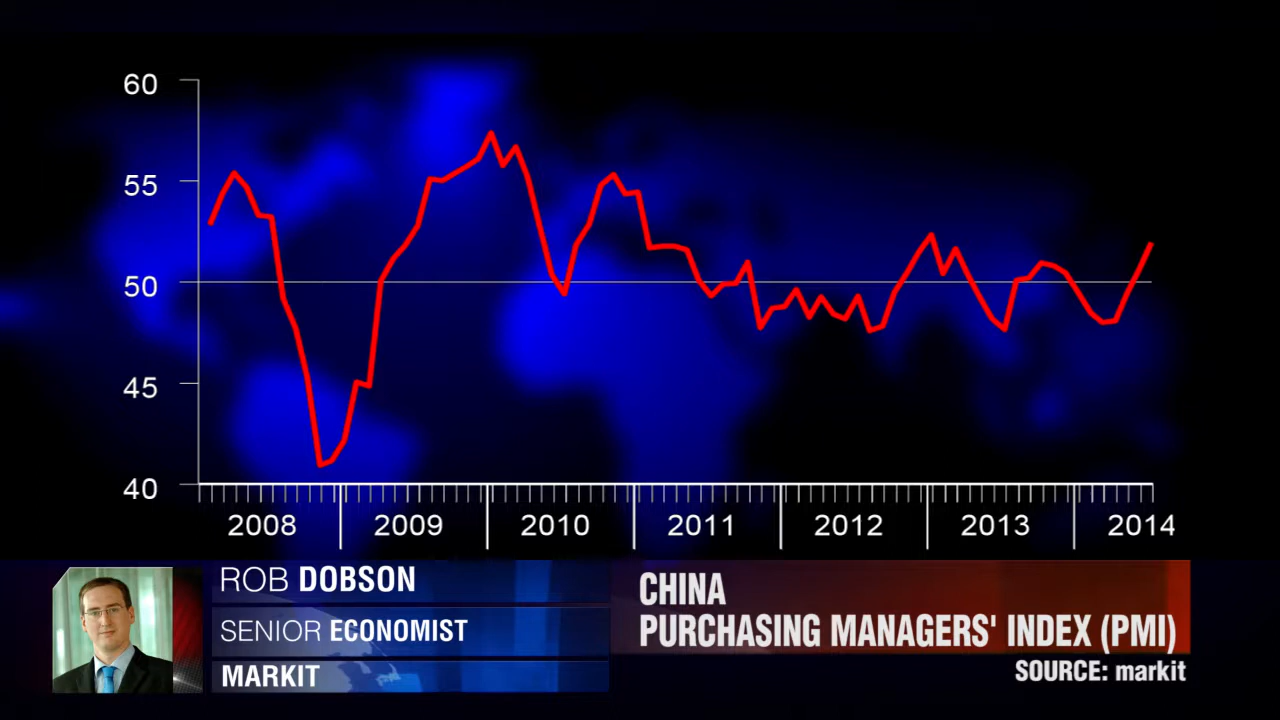 60
55
50
45
40
2008 2009 2010 2011 2012 2013 2014
ROB DOBSON
SENIOR ECONOMIST
MARKIT
CHINA
PURCHASING MANAGERS' INDEX (PMI)
SOURCE: markit